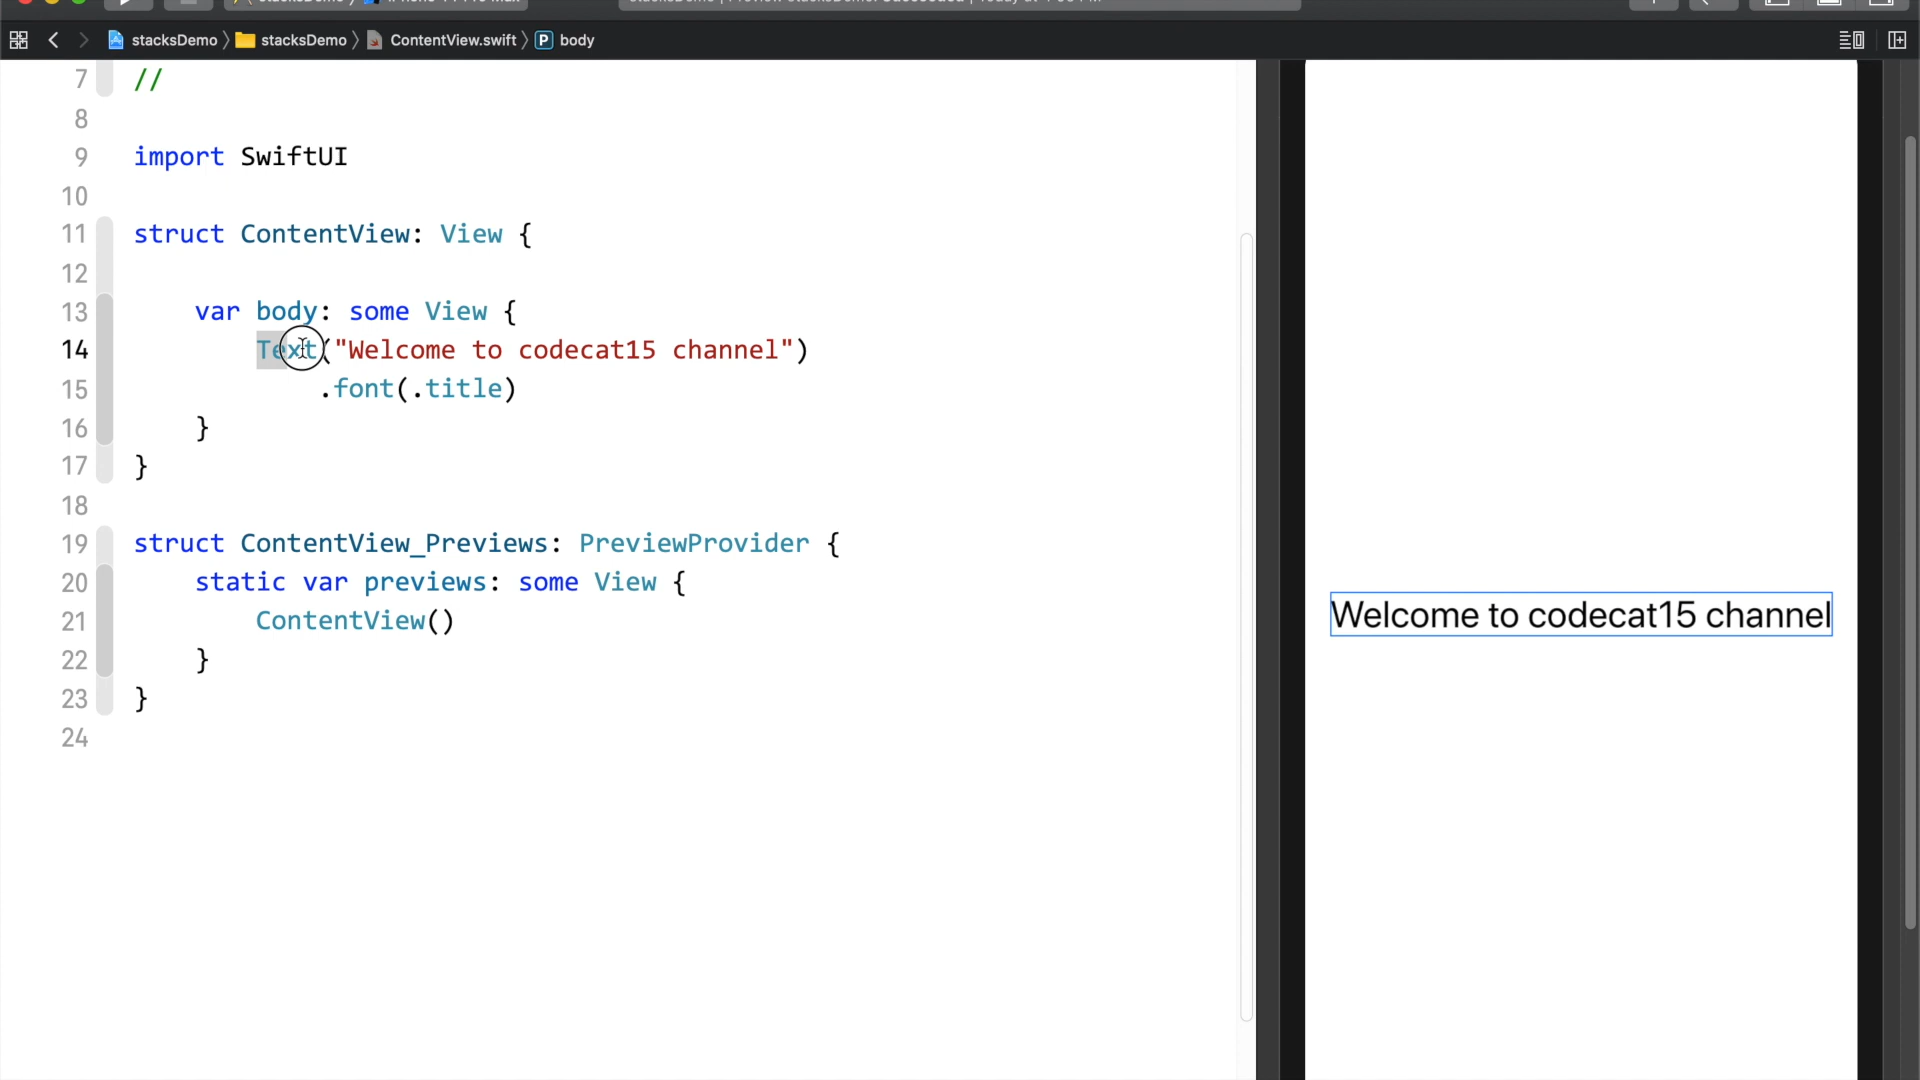 stacksDemo stacksDemo ContentView.swift P body
7 //
8
9 import SwiftUI
10
11 struct ContentView: View {
12
13 var body: some View {
14 Text("Welcome to codecat15 channel")
15 .font(.title)
16 }
17 }
18
19 struct ContentView_Previews: PreviewProvider {
20 static var previews: some View {
21 ContentView()
22 }
23 }
24
Welcome to codecat15 channel